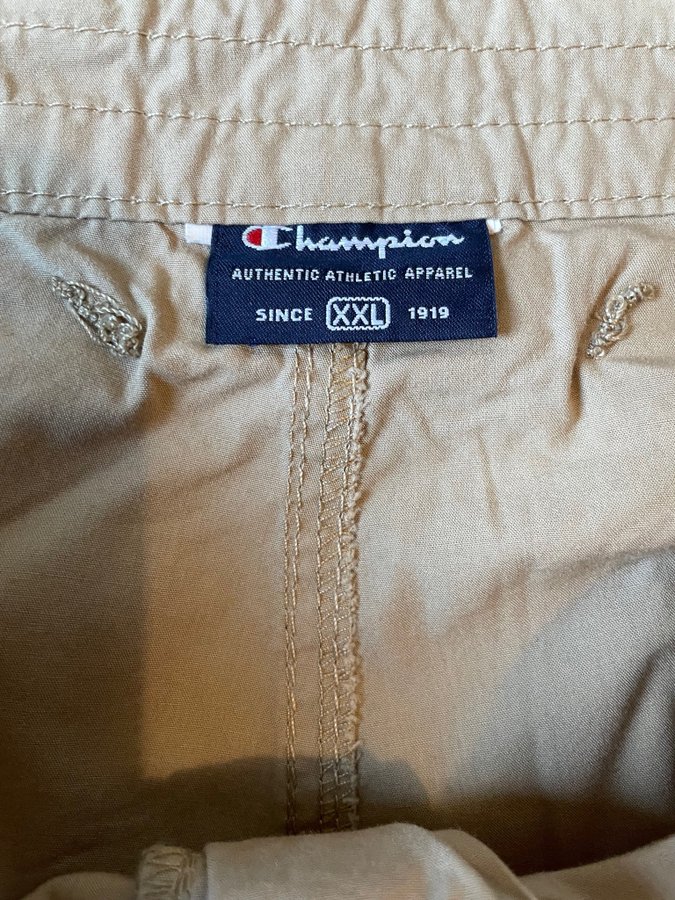 Champion
AUTHENTIC ATHLETIC APPAREL
SINCE XXL 1919